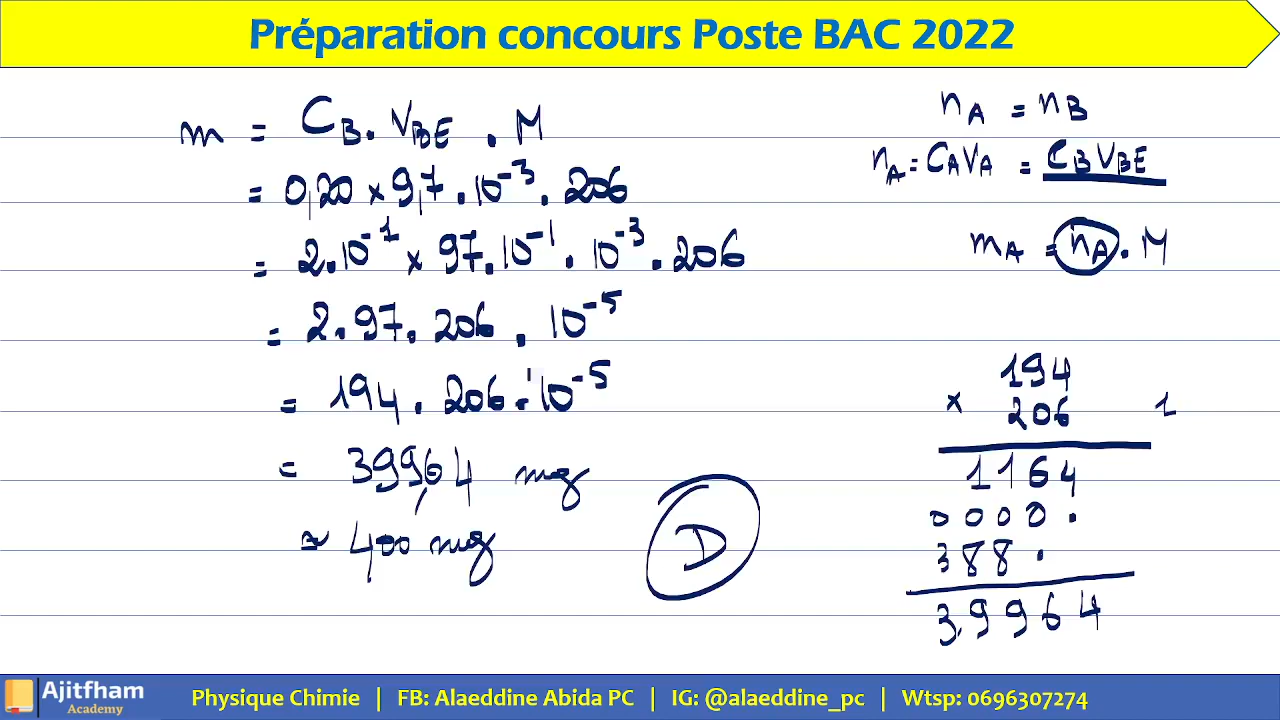 Préparation concours Poste BAC 2022
m = C_B . V_BE . M
= 0,20 × 9,7 . 10⁻³ . 206
= 2.10⁻¹ × 97.10⁻¹ . 10⁻³ . 206
= 2.97.206 . 10⁻⁵
= 194 . 206 . 10⁻⁵
= 399,64 mg
≈ 400 mg
D
n_A = n_B
n_A = C_A V_A = C_B V_BE
m_A = n_A . M
194
× 206 1
1164
0000.
388.
39964
Ajitfham
Academy
Physique Chimie | FB: Alaeddine Abida PC | IG: @alaeddine_pc | Wtsp: 0696307274